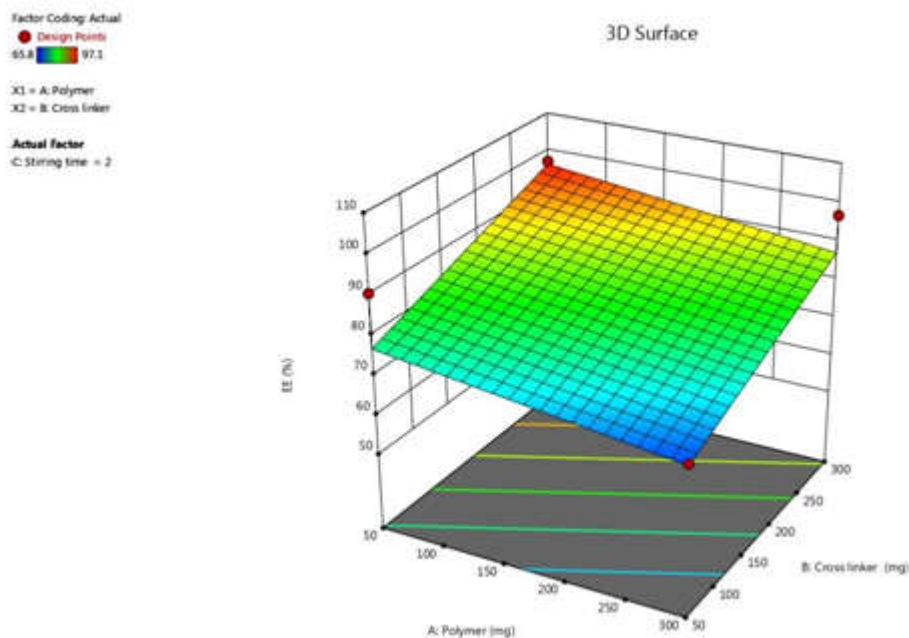 Factor Coding: Actual
Design Points
65.8 97.1
X1 = A: Polymer
X2 = B: Cross linker
Actual Factor
C: Stirring time = 2
3D Surface
110
100
90
80
70
60
50
EE (%)
50
100
150
200
250
300
A: Polymer (mg)
50
100
150
200
250
300
B: Cross linker (mg)